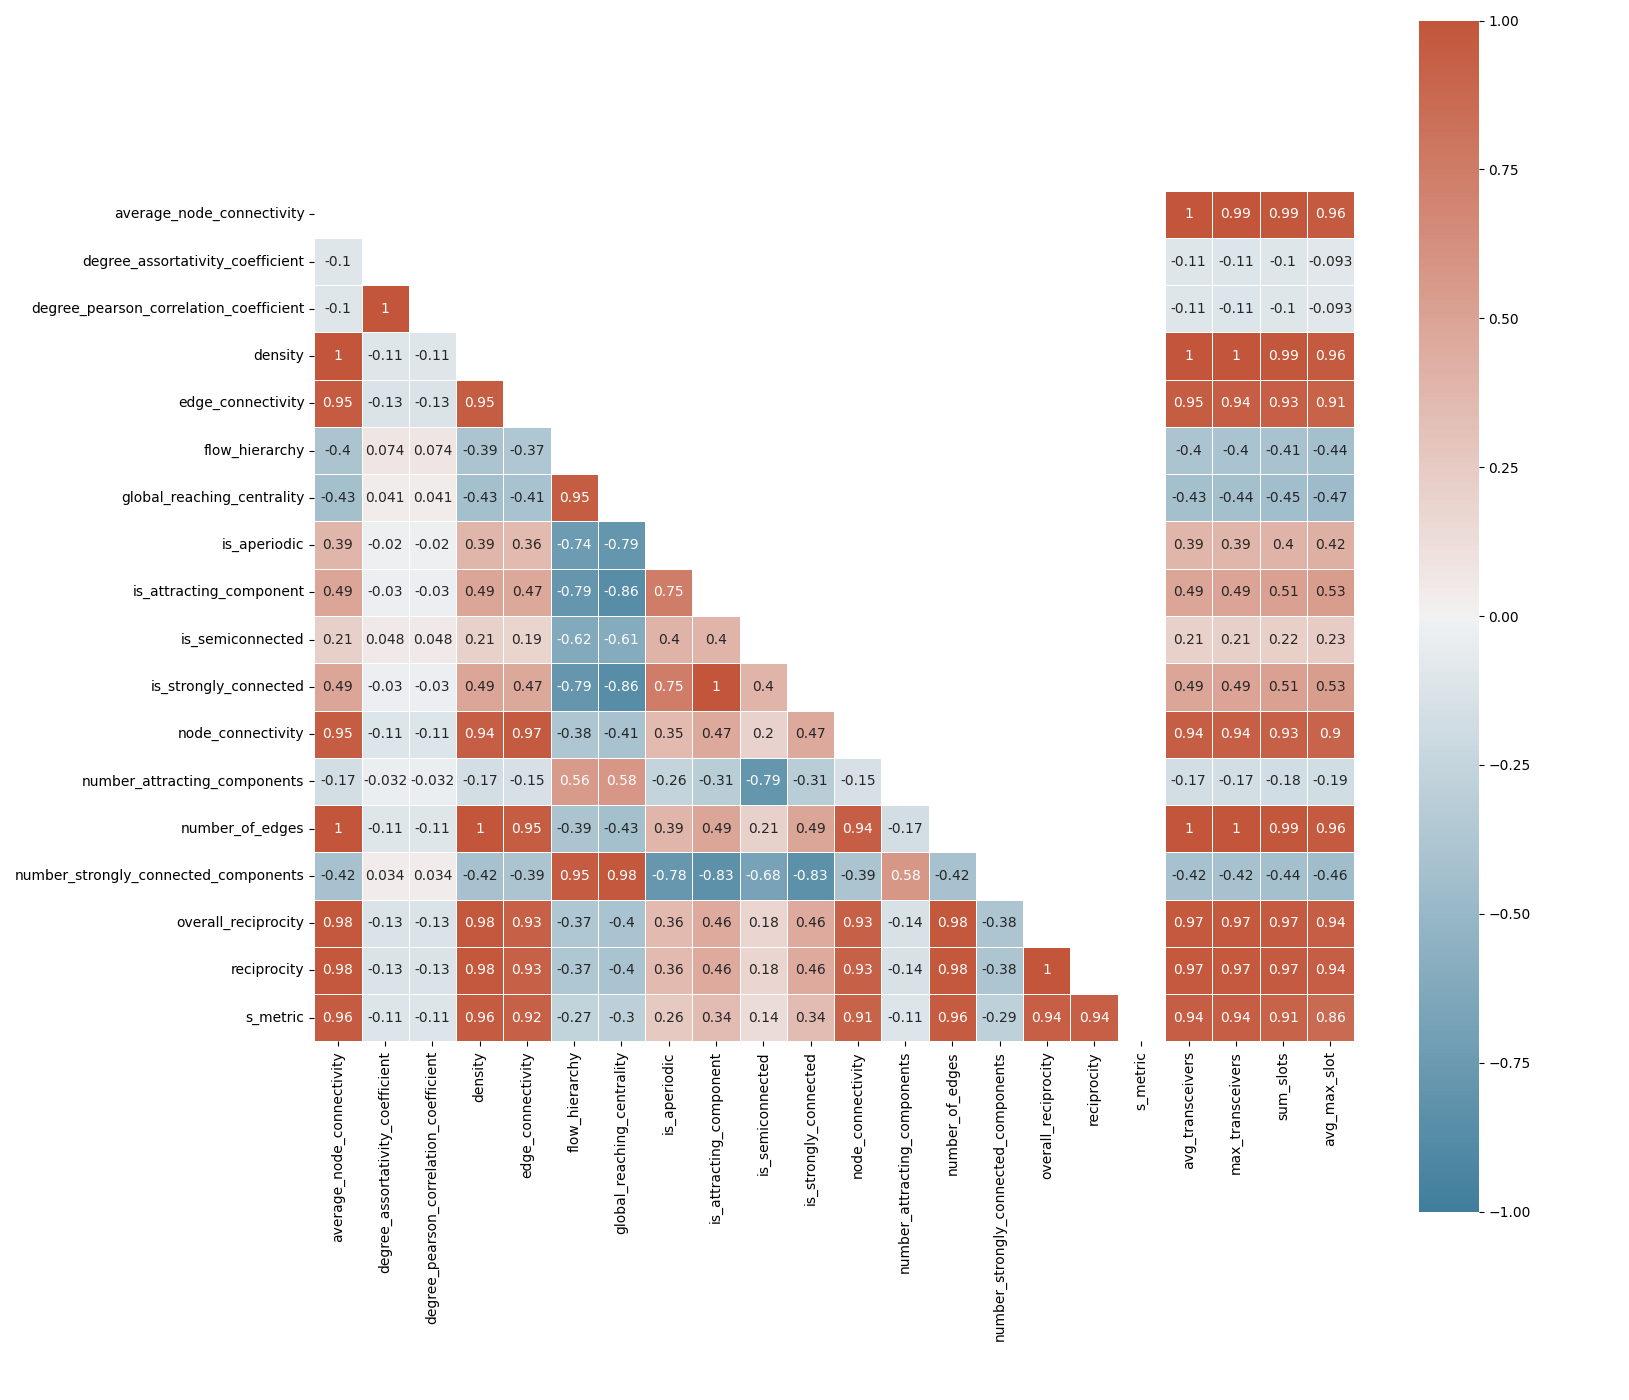 1.00
average_node_connectivity 1 0.99 0.99 0.96
degree_assortativity_coefficient -0.1 -0.11 -0.11 -0.1 -0.093
degree_pearson_correlation_coefficient -0.1 1 -0.11 -0.11 -0.1 -0.093
density 1 -0.11 -0.11 1 1 0.99 0.96
edge_connectivity 0.95 -0.13 -0.13 0.95 0.95 0.94 0.93 0.91
flow_hierarchy -0.4 0.074 0.074 -0.39 -0.37 -0.4 -0.4 -0.41 -0.44
global_reaching_centrality -0.43 0.041 0.041 -0.43 -0.41 0.95 -0.43 -0.44 -0.45 -0.47
is_aperiodic 0.39 -0.02 -0.02 0.39 0.36 -0.74 -0.79 0.39 0.39 0.4 0.42
is_attracting_component 0.49 -0.03 -0.03 0.49 0.47 -0.79 -0.86 0.75 0.49 0.49 0.51 0.53
is_semiconnected 0.21 0.048 0.048 0.21 0.19 -0.62 -0.61 0.4 0.4 0.21 0.21 0.22 0.23
is_strongly_connected 0.49 -0.03 -0.03 0.49 0.47 -0.79 -0.86 0.75 1 0.4 0.49 0.49 0.51 0.53
node_connectivity 0.95 -0.11 -0.11 0.94 0.97 -0.38 -0.41 0.35 0.47 0.2 0.47 0.94 0.94 0.93 0.9
number_attracting_components -0.17 -0.032 -0.032 -0.17 -0.15 0.56 0.58 -0.26 -0.31 -0.79 -0.31 -0.15 -0.17 -0.17 -0.18 -0.19
number_of_edges 1 -0.11 -0.11 1 0.95 -0.39 -0.43 0.39 0.49 0.21 0.49 0.94 -0.17 1 1 0.99 0.96
number_strongly_connected_components -0.42 0.034 0.034 -0.42 -0.39 0.95 0.98 -0.78 -0.83 -0.68 -0.83 -0.39 0.58 -0.42 -0.42 -0.42 -0.44 -0.46
overall_reciprocity 0.98 -0.13 -0.13 0.98 0.93 -0.37 -0.4 0.36 0.46 0.18 0.46 0.93 -0.14 0.98 -0.38 0.97 0.97 0.97 0.94
reciprocity 0.98 -0.13 -0.13 0.98 0.93 -0.37 -0.4 0.36 0.46 0.18 0.46 0.93 -0.14 0.98 -0.38 1 0.97 0.97 0.97 0.94
s_metric 0.96 -0.11 -0.11 0.96 0.92 -0.27 -0.3 0.26 0.34 0.14 0.34 0.91 -0.11 0.96 -0.29 0.94 0.94 0.94 0.94 0.91 0.86
average_node_connectivity
degree_assortativity_coefficient
degree_pearson_correlation_coefficient
density
edge_connectivity
flow_hierarchy
global_reaching_centrality
is_aperiodic
is_attracting_component
is_semiconnected
is_strongly_connected
node_connectivity
number_attracting_components
number_of_edges
number_strongly_connected_components
overall_reciprocity
reciprocity
s_metric
avg_transceivers
max_transceivers
sum_slots
avg_max_slot
0.75
0.50
0.25
0.00
−0.25
−0.50
−0.75
−1.00